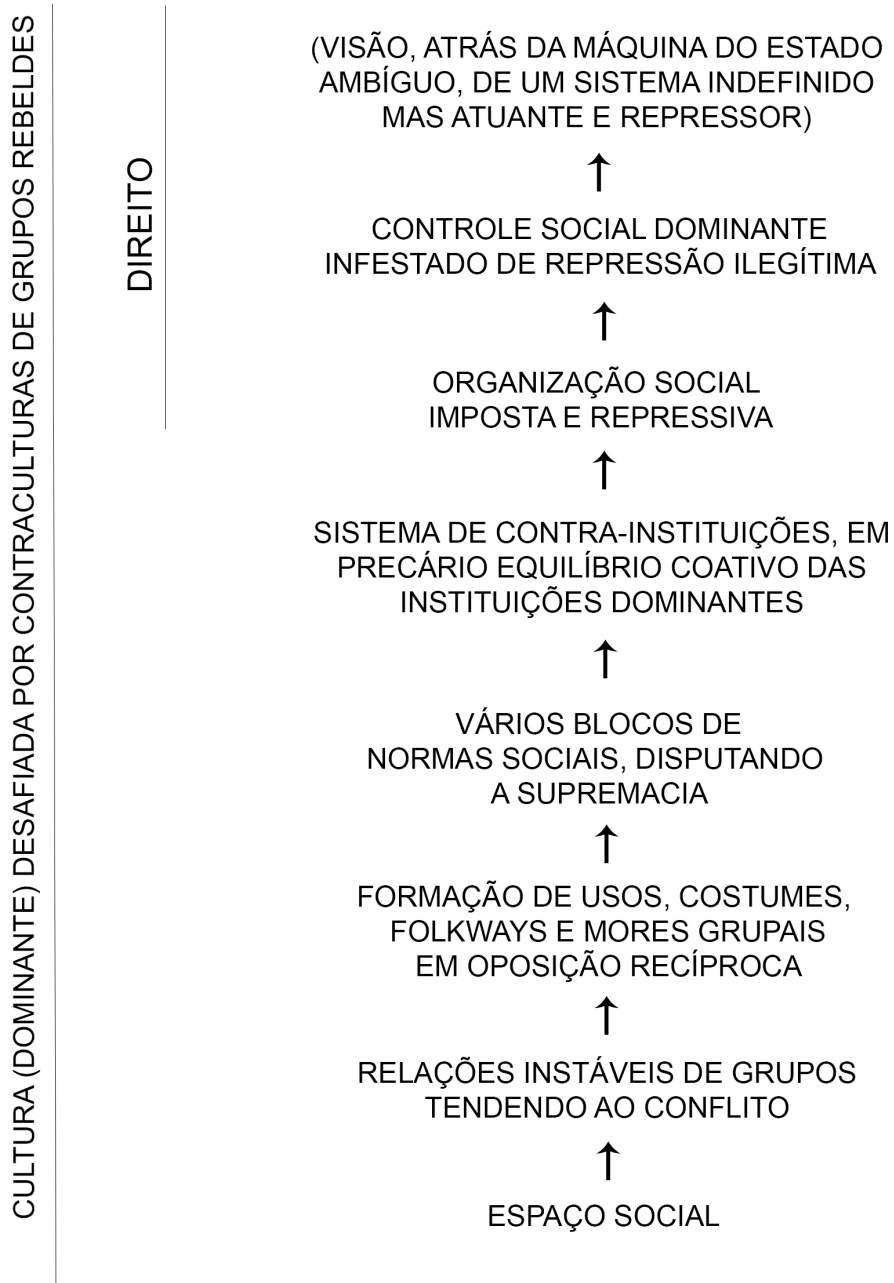 CULTURA (DOMINANTE) DESAFIADA POR CONTRACULTURAS DE GRUPOS REBELDES
DIREITO
(VISÃO, ATRÁS DA MÁQUINA DO ESTADO
AMBÍGUO, DE UM SISTEMA INDEFINIDO
MAS ATUANTE E REPRESSOR)
↑
CONTROLE SOCIAL DOMINANTE
INFESTADO DE REPRESSÃO ILEGÍTIMA
↑
ORGANIZAÇÃO SOCIAL
IMPOSTA E REPRESSIVA
↑
SISTEMA DE CONTRA-INSTITUIÇÕES, EM
PRECÁRIO EQUILÍBRIO COATIVO DAS
INSTITUIÇÕES DOMINANTES
↑
VÁRIOS BLOCOS DE
NORMAS SOCIAIS, DISPUTANDO
A SUPREMACIA
↑
FORMAÇÃO DE USOS, COSTUMES,
FOLKWAYS E MORES GRUPAIS
EM OPOSIÇÃO RECÍPROCA
↑
RELAÇÕES INSTÁVEIS DE GRUPOS
TENDENDO AO CONFLITO
↑
ESPAÇO SOCIAL